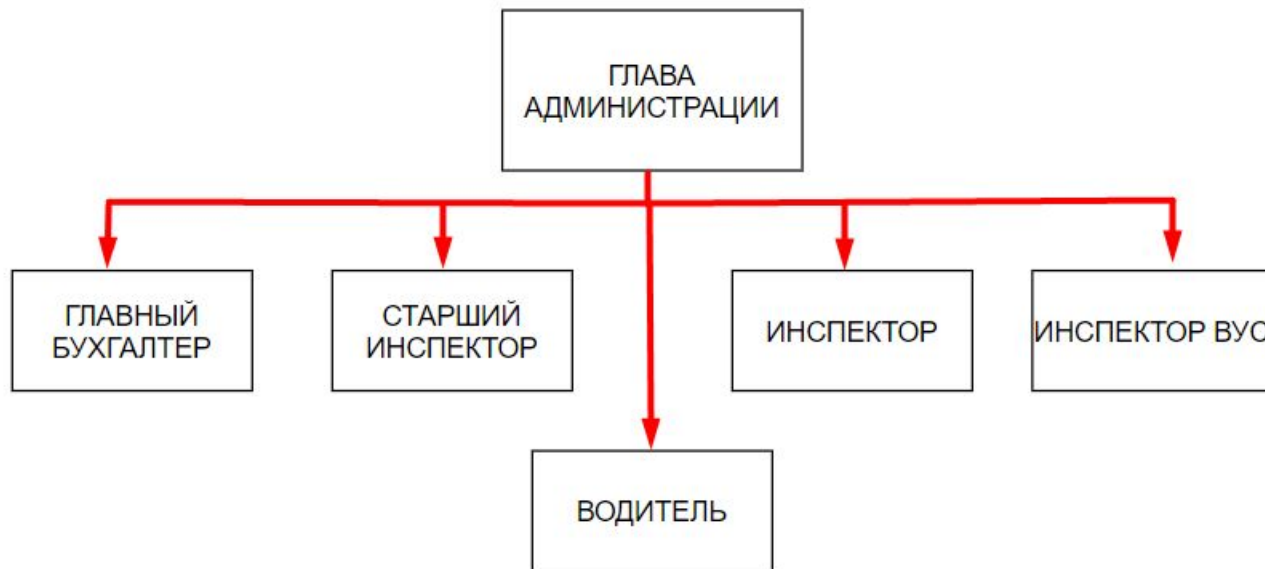 ГЛАВА
АДМИНИСТРАЦИИ
ГЛАВНЫЙ
БУХГАЛТЕР
СТАРШИЙ
ИНСПЕКТОР
ИНСПЕКТОР
ИНСПЕКТОР ВУС
ВОДИТЕЛЬ